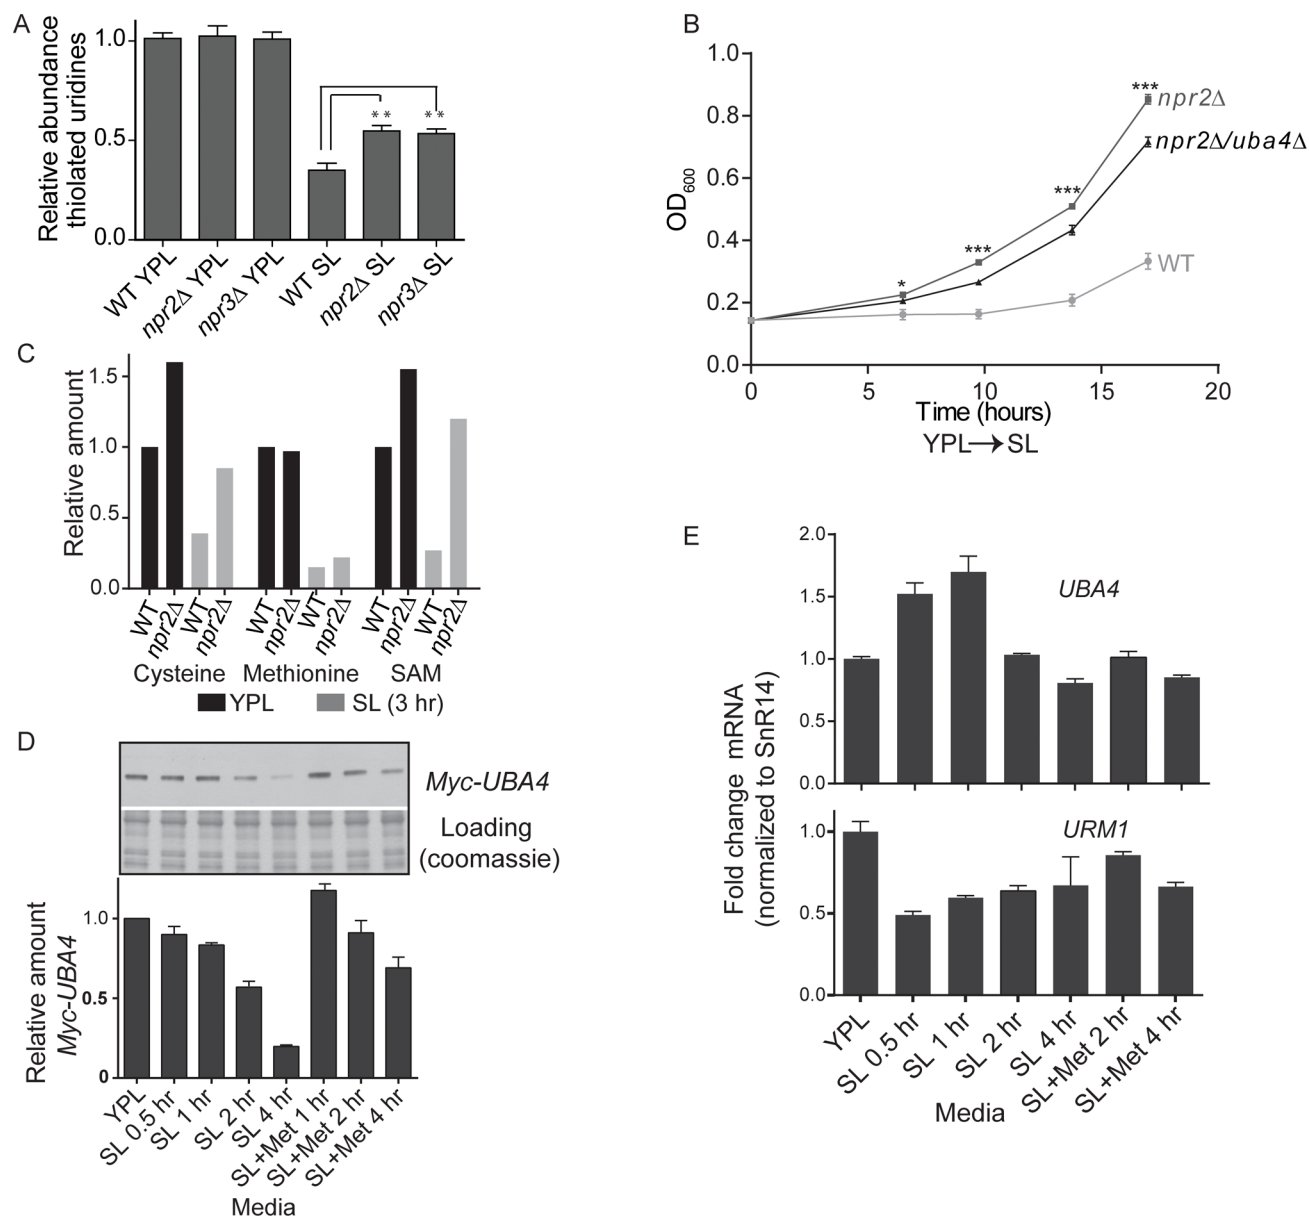 A
Relative abundance
thiolated uridines
1.0
0.5
0.0
**
**
WT YPL
npr2Δ YPL
npr3Δ YPL
WT SL
npr2Δ SL
npr3Δ SL
B
OD600
1.0
0.8
0.6
0.4
0.2
0.0
*
***
***
***
npr2Δ
npr2Δ/uba4Δ
WT
0
5
10
15
20
Time (hours)
YPL→SL
C
Relative amount
1.5
1.0
0.5
0.0
WT
npr2Δ
WT
npr2Δ
WT
npr2Δ
WT
npr2Δ
WT
npr2Δ
WT
npr2Δ
Cysteine
Methionine
SAM
YPL
SL (3 hr)
D
Myc-UBA4
Loading
(coomassie)
Relative amount
Myc-UBA4
1.0
0.5
0
YPL
SL 0.5 hr
SL 1 hr
SL 2 hr
SL 4 hr
SL+Met 1 hr
SL+Met 2 hr
SL+Met 4 hr
Media
E
Fold change mRNA
(normalized to SnR14)
2.0
1.5
1.0
0.5
0.0
UBA4
1.0
0.5
0.0
URM1
YPL
SL 0.5 hr
SL 1 hr
SL 2 hr
SL 4 hr
SL+Met 2 hr
SL+Met 4 hr
Media